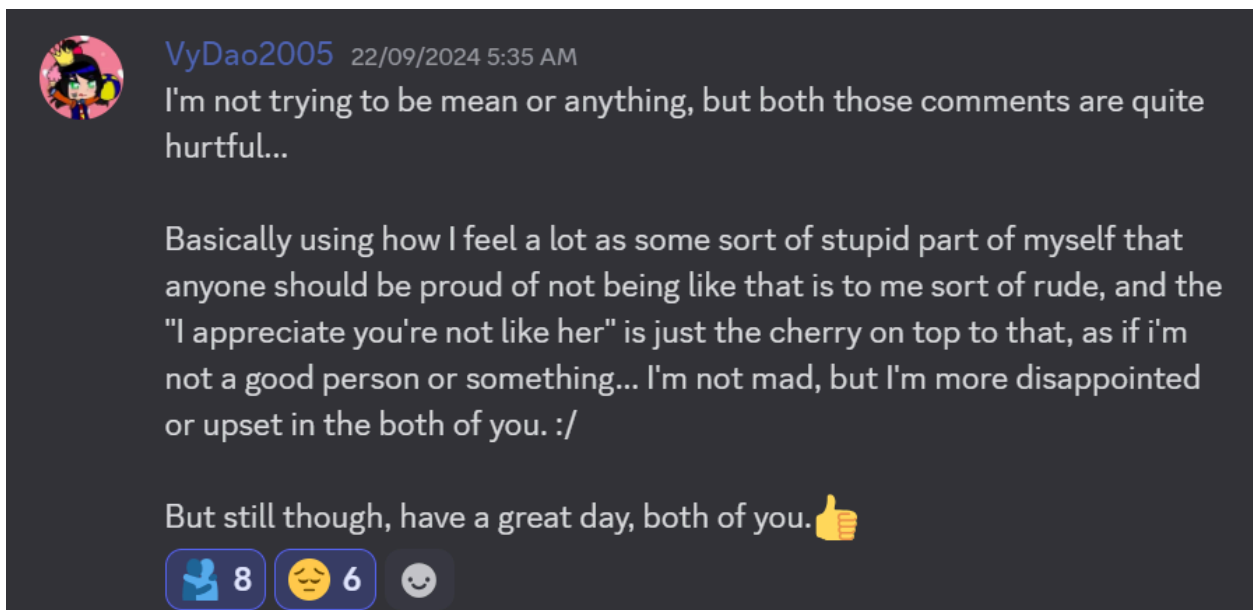 VyDao2005 22/09/2024 5:35 AM
I'm not trying to be mean or anything, but both those comments are quite
hurtful...
Basically using how I feel a lot as some sort of stupid part of myself that
anyone should be proud of not being like that is to me sort of rude, and the
"I appreciate you're not like her" is just the cherry on top to that, as if i'm
not a good person or something... I'm not mad, but I'm more disappointed
or upset in the both of you. :/
But still though, have a great day, both of you.👍
8 6